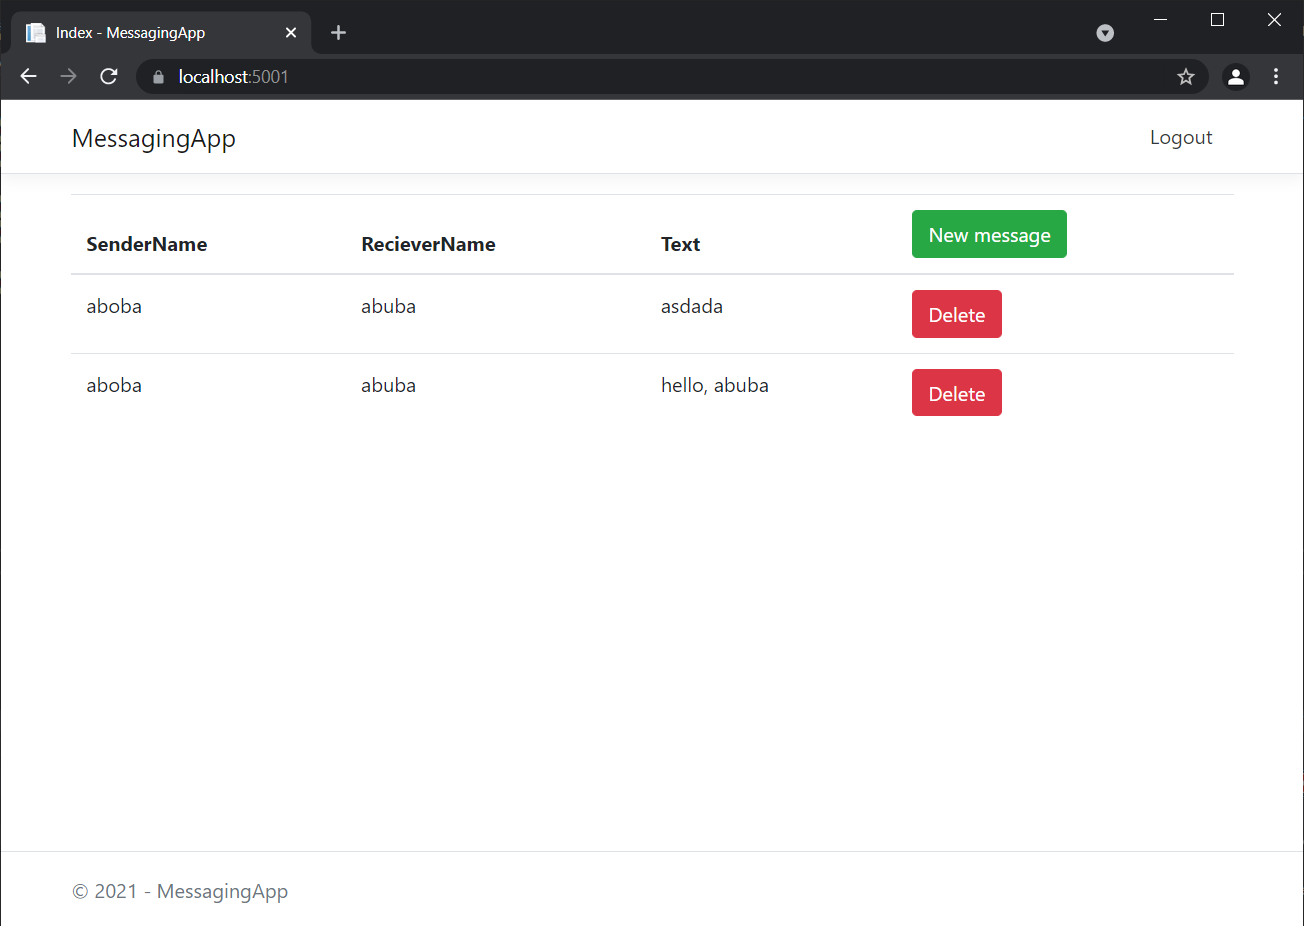 Index - MessagingApp
localhost:5001
MessagingApp Logout
SenderName RecieverName Text New message
aboba abuba asdada Delete
aboba abuba hello, abuba Delete
© 2021 - MessagingApp